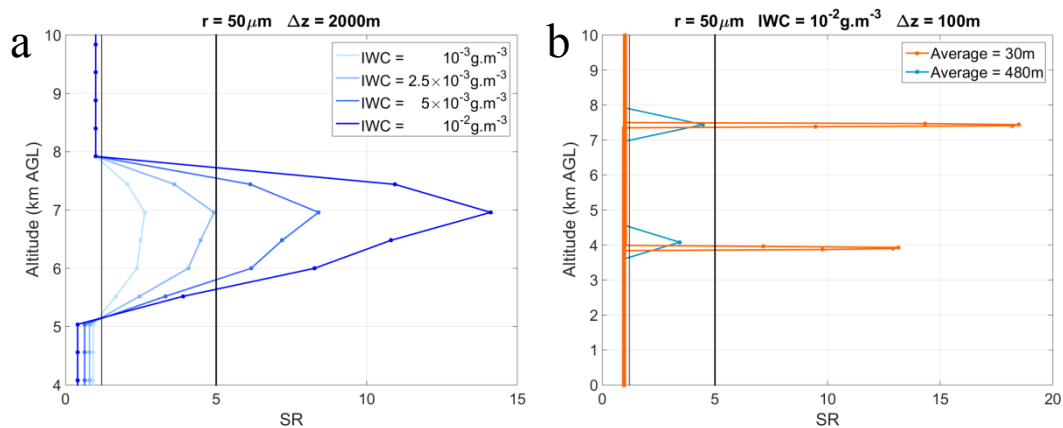 a
r = 50μm Δz = 2000m
IWC = 10⁻³g.m⁻³
IWC = 2.5×10⁻³g.m⁻³
IWC = 5×10⁻³g.m⁻³
IWC = 10⁻²g.m⁻³
Altitude (km AGL)
10
9
8
7
6
5
4
0 5 10 15
SR
b
r = 50μm IWC = 10⁻²g.m⁻³ Δz = 100m
Average = 30m
Average = 480m
Altitude (km AGL)
10
9
8
7
6
5
4
3
2
1
0
0 5 10 15 20
SR